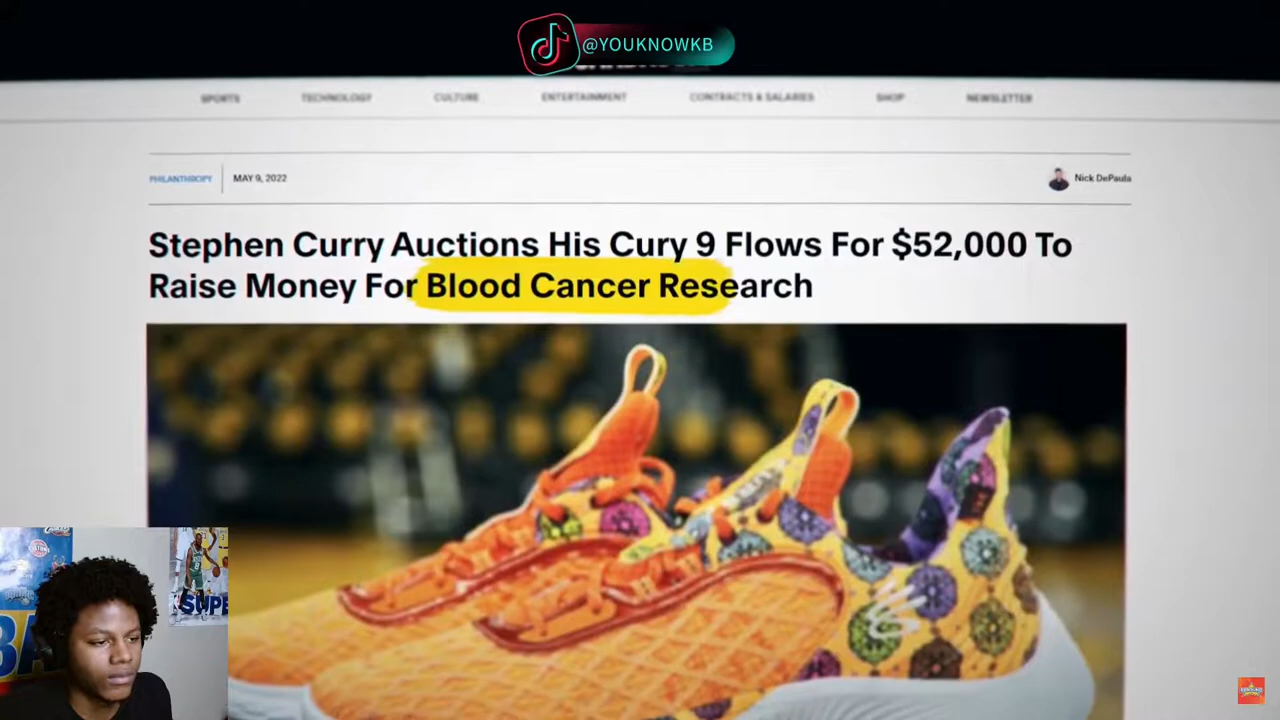 @YOUKNOWKB
SPORTS TECHNOLOGY CULTURE ENTERTAINMENT CONTRACTS & SALARIES SHOP NEWSLETTER
PHILANTHROPY MAY 9, 2022 Nick DePaula
Stephen Curry Auctions His Cury 9 Flows For $52,000 To
Raise Money For Blood Cancer Research
SUPE